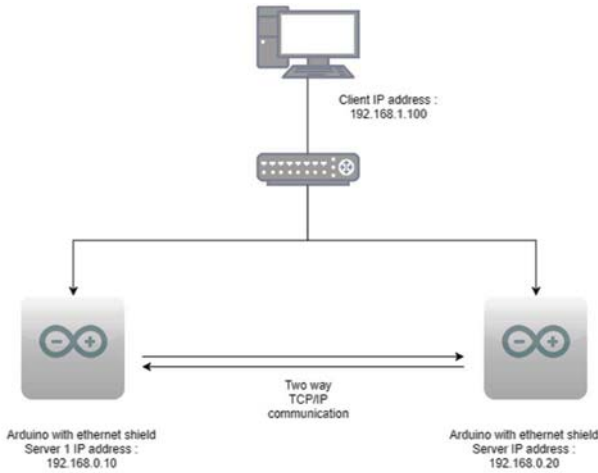 Client IP address :
192.168.1.100
Two way
TCP/IP
communication
Arduino with ethernet shield
Server 1 IP address :
192.168.0.10
Arduino with ethernet shield
Server IP address :
192.168.0.20